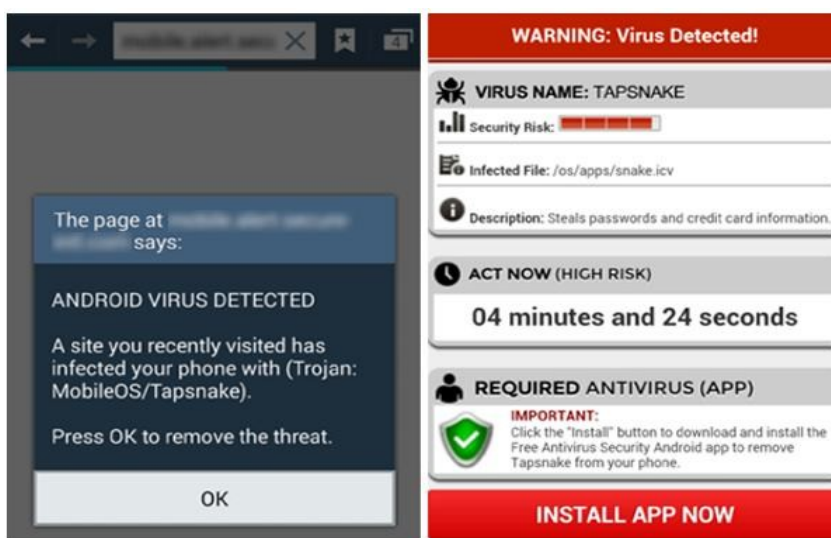 4
The page at
says:
ANDROID VIRUS DETECTED
A site you recently visited has
infected your phone with (Trojan:
MobileOS/Tapsnake).
Press OK to remove the threat.
OK
WARNING: Virus Detected!
VIRUS NAME: TAPSNAKE
Security Risk:
Infected File: /os/apps/snake.icv
Description: Steals passwords and credit card information.
ACT NOW (HIGH RISK)
04 minutes and 24 seconds
REQUIRED ANTIVIRUS (APP)
IMPORTANT:
Click the "Install" button to download and install the
Free Antivirus Security Android app to remove
Tapsnake from your phone.
INSTALL APP NOW